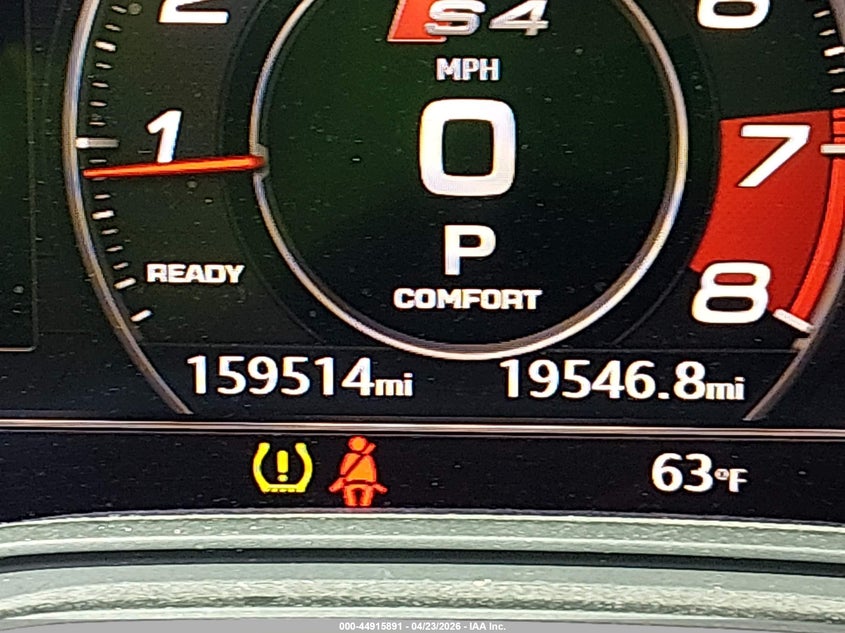 2
S4
6
MPH
1
0
7
P
READY
COMFORT
8
159514mi
19546.8mi
63°F
000-44915891 - 04/23/2026 - IAA Inc.